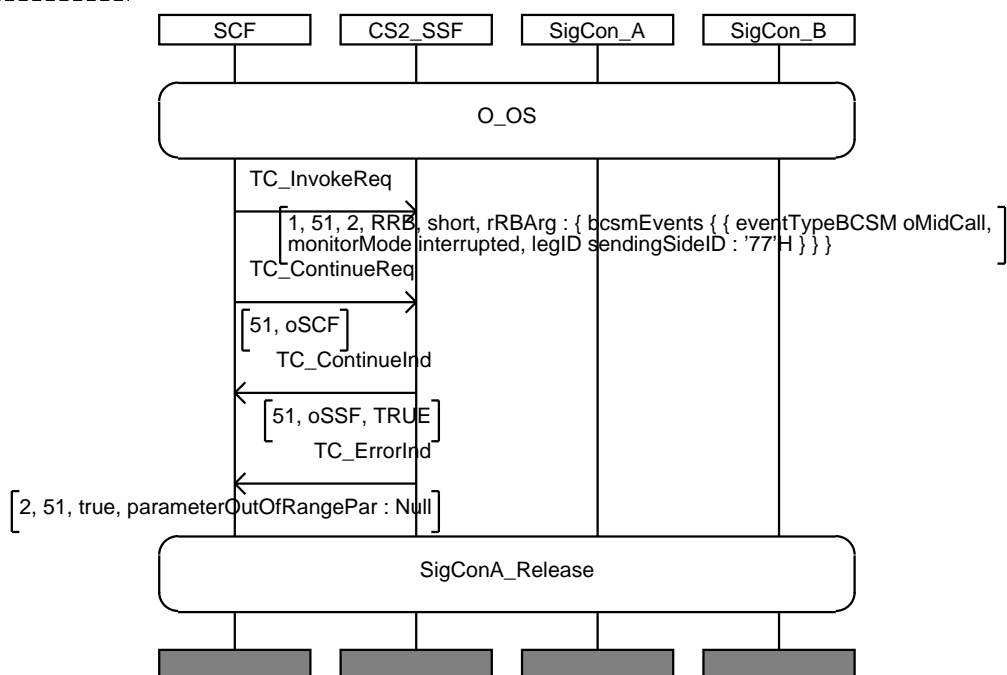 SCF CS2_SSF SigCon_A SigCon_B
O_OS
TC_InvokeReq
1, 51, 2, RRB, short, rRBArg : { bcsmEvents { { eventTypeBCSM oMidCall,
monitorMode interrupted, legID sendingSideID : '77'H } } }
TC_ContinueReq
51, oSCF
TC_ContinueInd
51, oSSF, TRUE
TC_ErrorInd
2, 51, true, parameterOutOfRangePar : Null
SigConA_Release